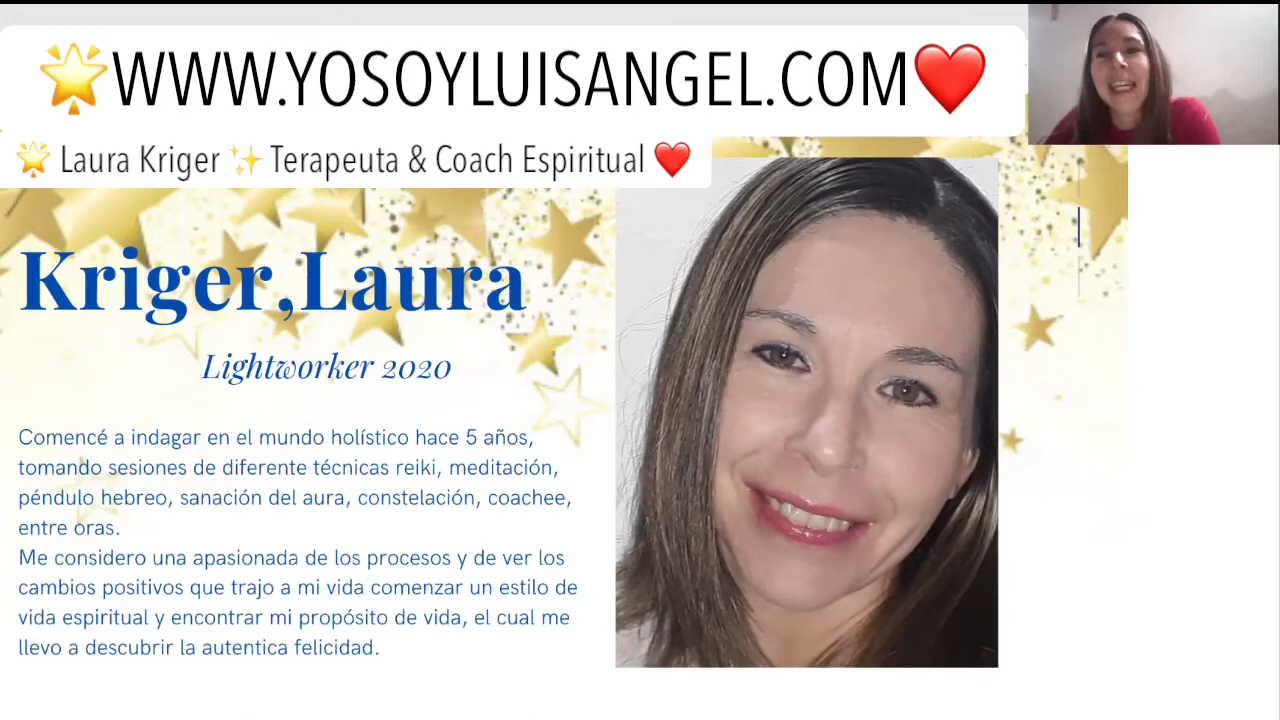 🌟WWW.YOSOYLUISANGEL.COM❤️
🌟 Laura Kriger ✨ Terapeuta & Coach Espiritual ❤️
Kriger,Laura
Lightworker 2020
Comencé a indagar en el mundo holístico hace 5 años,
tomando sesiones de diferente técnicas reiki, meditación,
péndulo hebreo, sanación del aura, constelación, coachee,
entre oras.
Me considero una apasionada de los procesos y de ver los
cambios positivos que trajo a mi vida comenzar un estilo de
vida espiritual y encontrar mi propósito de vida, el cual me
llevo a descubrir la autentica felicidad.